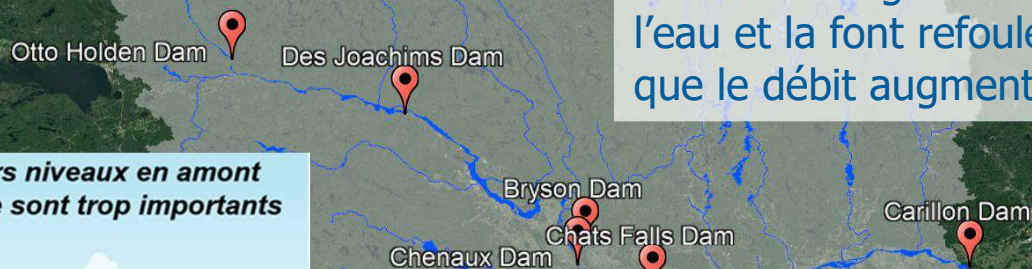 l'eau et la font refoule
que le débit augment
Otto Holden Dam
Des Joachims Dam
rs niveaux en amont
e sont trop importants
Bryson Dam
Carillon Dam
Chats Falls Dam
Chenaux Dam